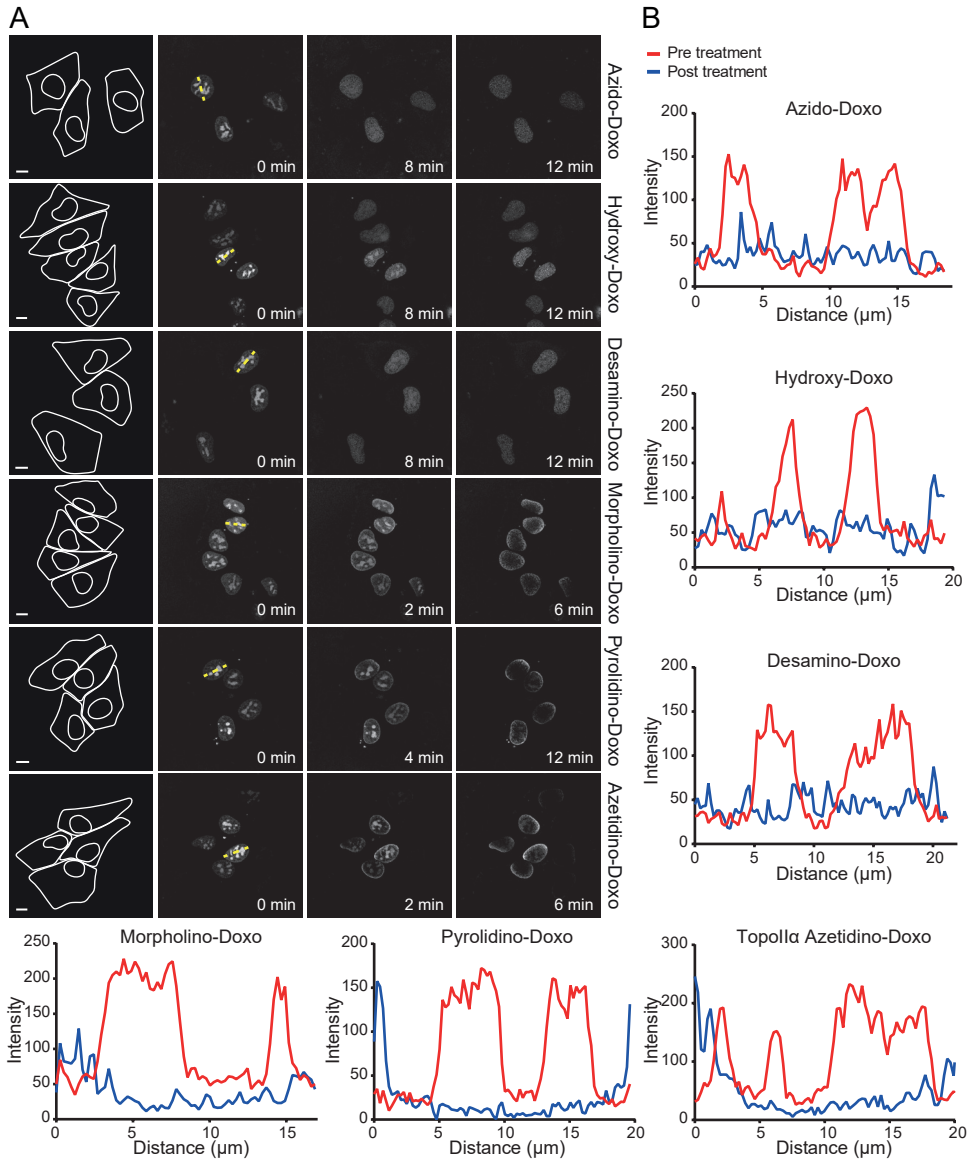 A
0 min
8 min
12 min
Azido-Doxo
0 min
8 min
12 min
Hydroxy-Doxo
0 min
8 min
12 min
Desamino-Doxo
0 min
2 min
6 min
Morpholino-Doxo
0 min
4 min
12 min
Pyrolidino-Doxo
0 min
2 min
6 min
Azetidino-Doxo
B
Pre treatment
Post treatment
Azido-Doxo
Intensity
200
150
100
50
0
0 5 10 15
Distance (µm)
Hydroxy-Doxo
Intensity
250
200
150
100
50
0
0 5 10 15 20
Distance (µm)
Desamino-Doxo
Intensity
200
150
100
50
0
0 5 10 15 20
Distance (µm)
Morpholino-Doxo
Intensity
250
200
150
100
50
0
0 5 10 15
Distance (µm)
Pyrolidino-Doxo
Intensity
200
150
100
50
0
0 5 10 15 20
Distance (µm)
TopoIIα Azetidino-Doxo
Intensity
300
200
100
0
0 5 10 15 20
Distance (µm)